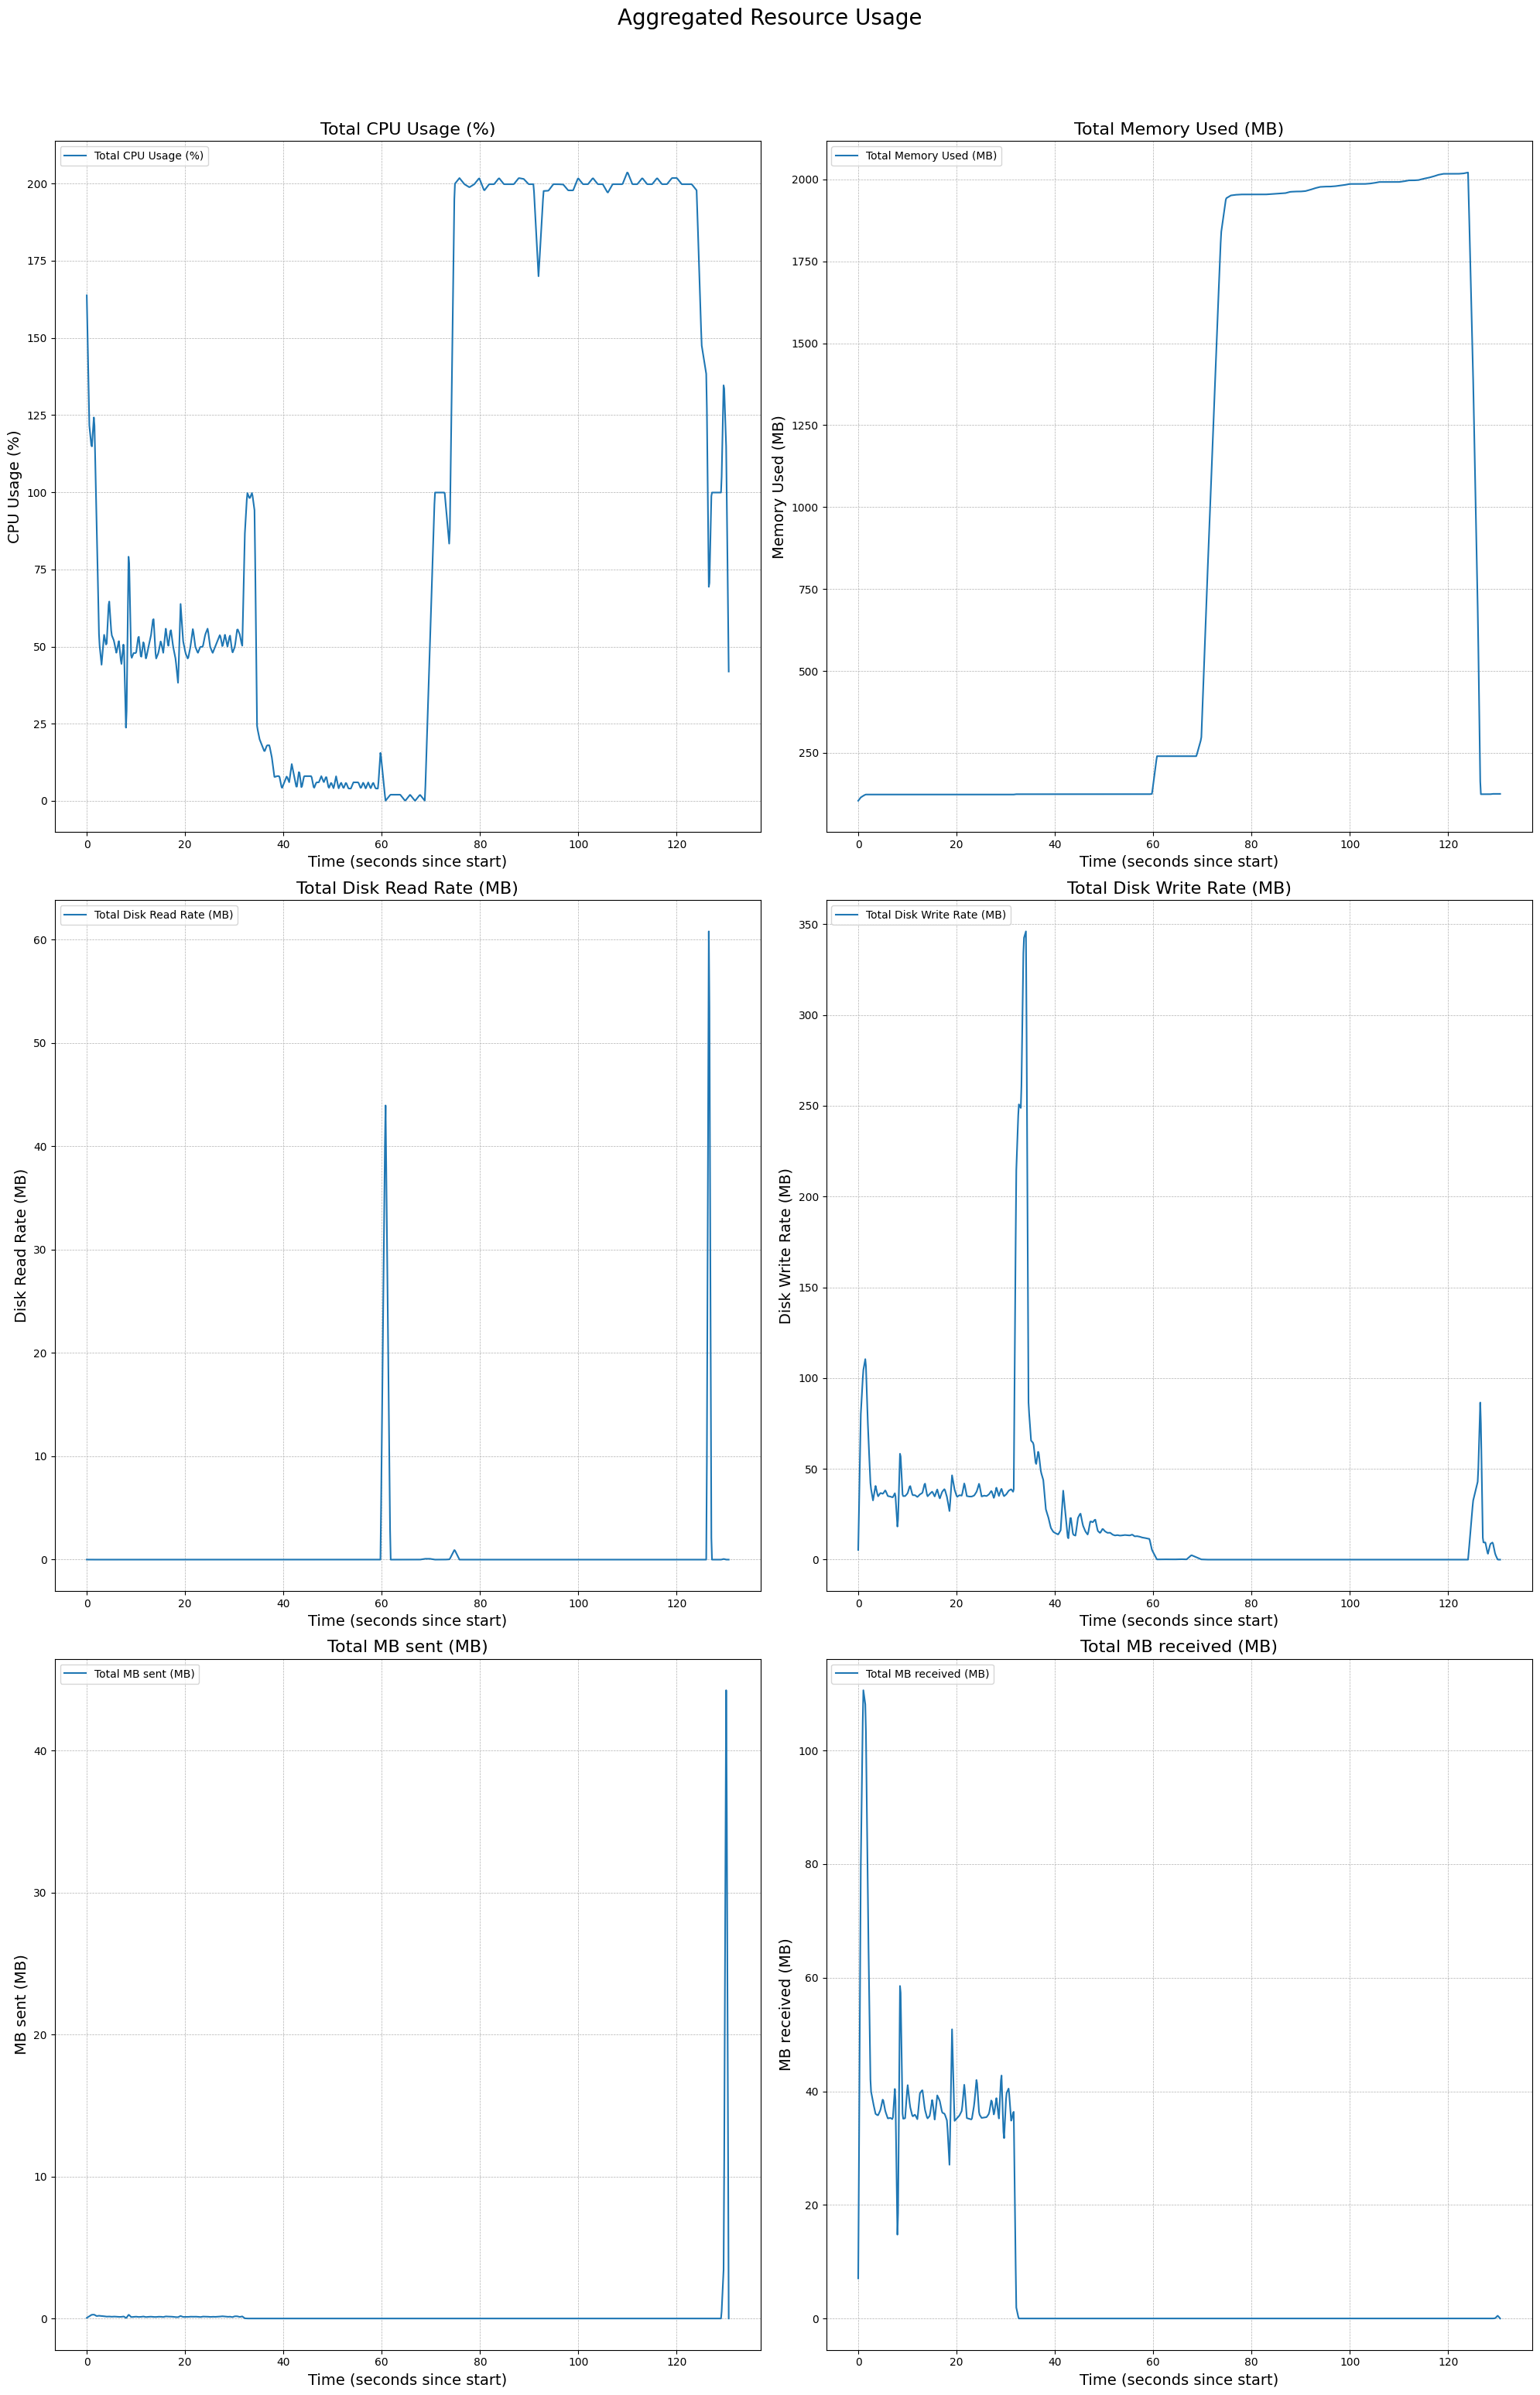 Aggregated Resource Usage
Total CPU Usage (%)
Total CPU Usage (%)
CPU Usage (%)
200
175
150
125
100
75
50
25
0
0 20 40 60 80 100 120
Time (seconds since start)
Total Memory Used (MB)
Total Memory Used (MB)
Memory Used (MB)
2000
1750
1500
1250
1000
750
500
250
0 20 40 60 80 100 120
Time (seconds since start)
Total Disk Read Rate (MB)
Total Disk Read Rate (MB)
Disk Read Rate (MB)
60
50
40
30
20
10
0
0 20 40 60 80 100 120
Time (seconds since start)
Total Disk Write Rate (MB)
Total Disk Write Rate (MB)
Disk Write Rate (MB)
350
300
250
200
150
100
50
0
0 20 40 60 80 100 120
Time (seconds since start)
Total MB sent (MB)
Total MB sent (MB)
MB sent (MB)
40
30
20
10
0
0 20 40 60 80 100 120
Time (seconds since start)
Total MB received (MB)
Total MB received (MB)
MB received (MB)
100
80
60
40
20
0
0 20 40 60 80 100 120
Time (seconds since start)